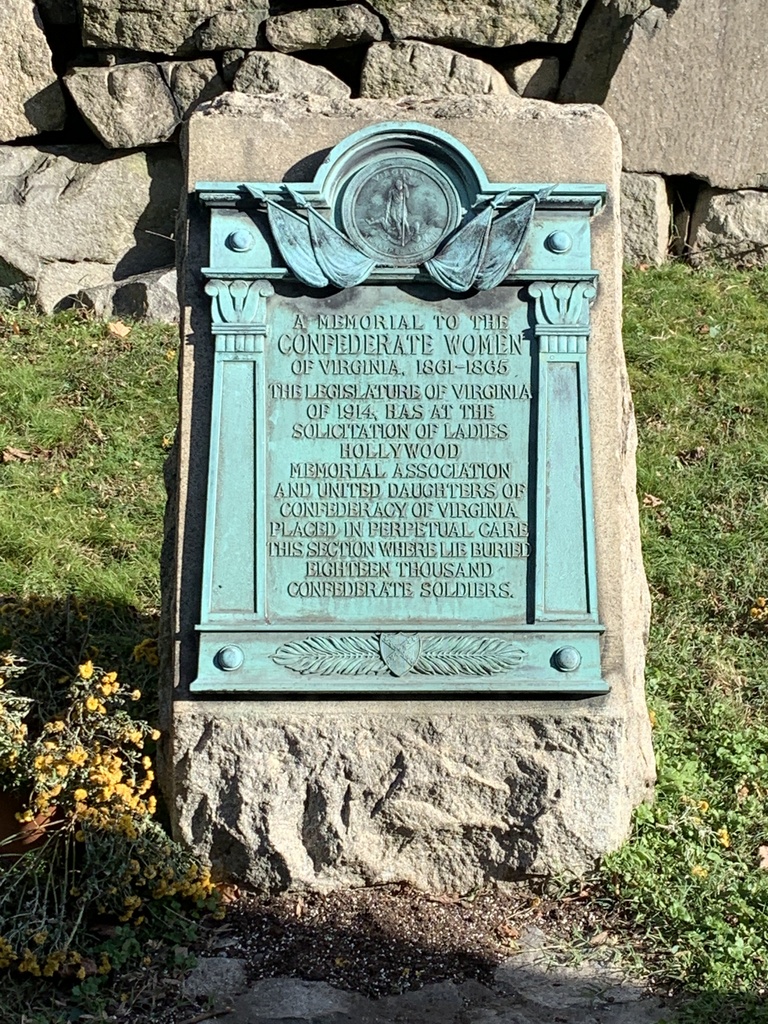 A MEMORIAL TO THE
CONFEDERATE WOMEN
OF VIRGINIA, 1861-1865
THE LEGISLATURE OF VIRGINIA
OF 1914, HAS AT THE
SOLICITATION OF LADIES
HOLLYWOOD
MEMORIAL ASSOCIATION
AND UNITED DAUGHTERS OF
CONFEDERACY OF VIRGINIA
PLACED IN PERPETUAL CARE
THIS SECTION WHERE LIE BURIED
EIGHTEEN THOUSAND
CONFEDERATE SOLDIERS.